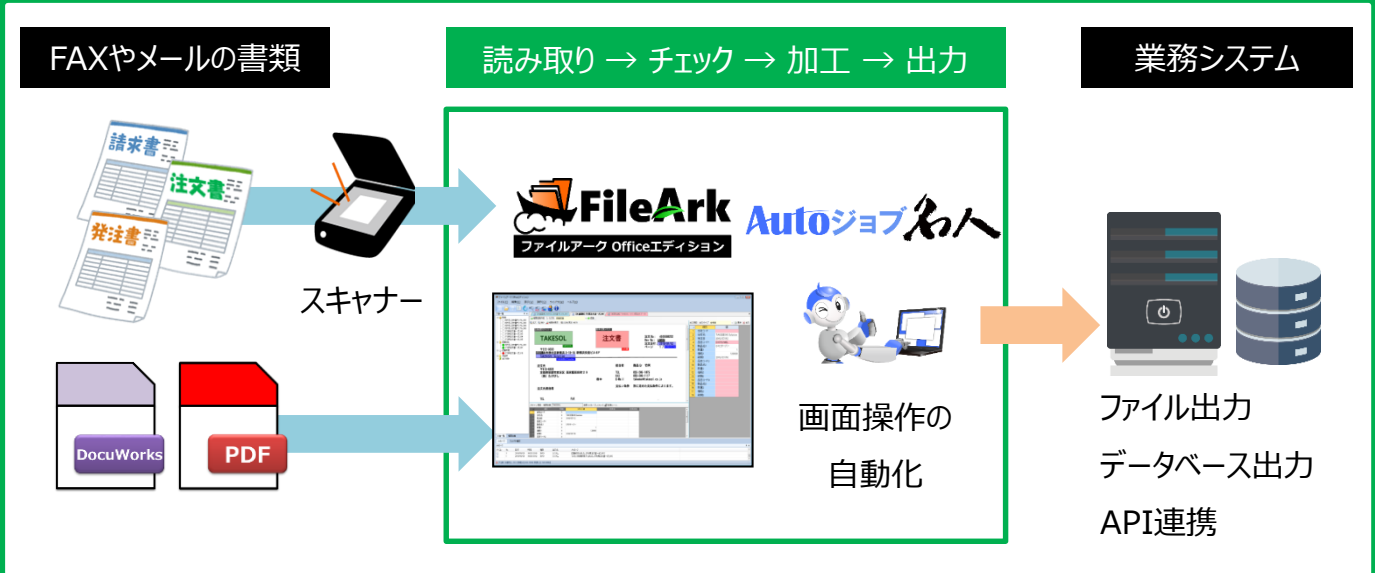 FAXやメールの書類
読み取り → チェック → 加工 → 出力
業務システム
請求書
注文書
発注書
スキャナー
DocuWorks
PDF
FileArk
ファイルアーク Officeエディション
Autoジョブ名人
TAKESOL
注文書
画面操作の
自動化
ファイル出力
データベース出力
API連携